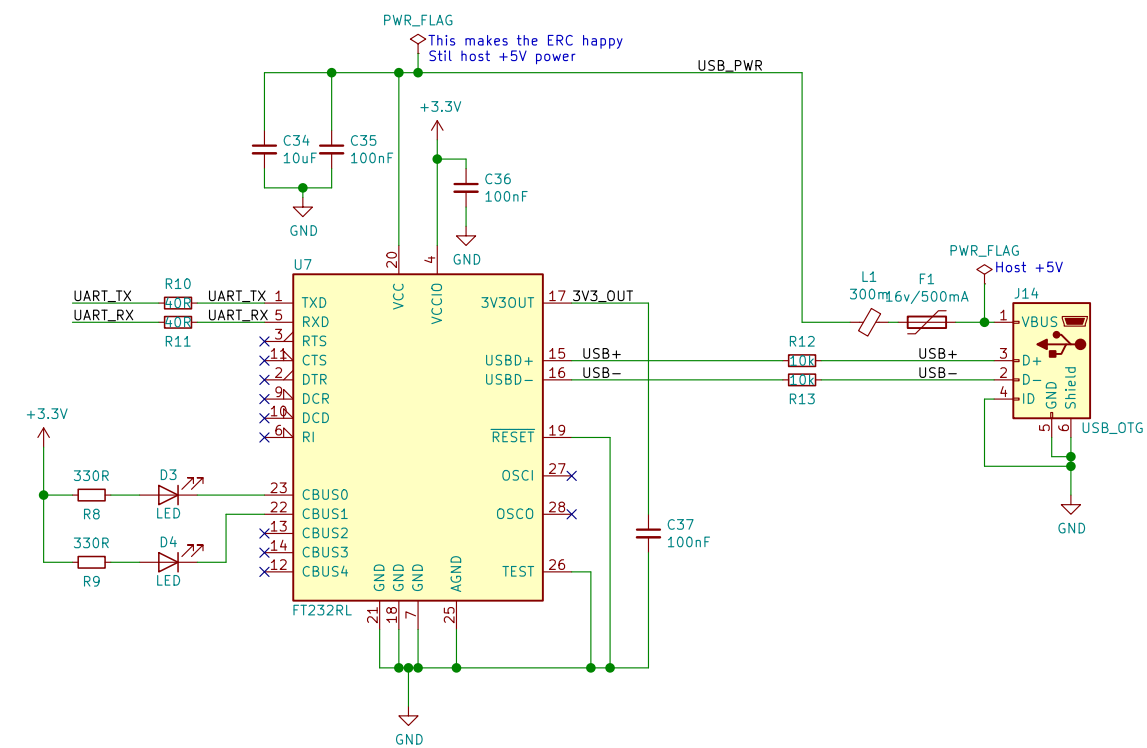 PWR_FLAG
This makes the ERC happy
Stil host +5V power
USB_PWR
+3.3V
C34
10uF
C35
100nF
C36
100nF
GND
GND
U7
20
4
VCC
VCCIO
R10
UART_TX
40R
UART_TX
1
TXD
UART_RX
40R
UART_RX
5
RXD
R11
3
RTS
11
CTS
2
DTR
9
DCR
10
DCD
6
RI
3V3OUT
17
3V3_OUT
USBD+
15
USB+
USBD-
16
USB-
RESET
19
OSCI
27
OSCO
28
TEST
26
R12
10k
10k
R13
USB+
USB-
L1
300m
F1
16v/500mA
PWR_FLAG
Host +5V
J14
1
VBUS
3
D+
2
D-
4
ID
GND
Shield
5
6
USB_OTG
GND
+3.3V
330R
R8
D3
LED
330R
R9
D4
LED
23
CBUS0
22
CBUS1
13
CBUS2
14
CBUS3
12
CBUS4
GND
GND
GND
AGND
FT232RL
21
18
7
25
C37
100nF
GND